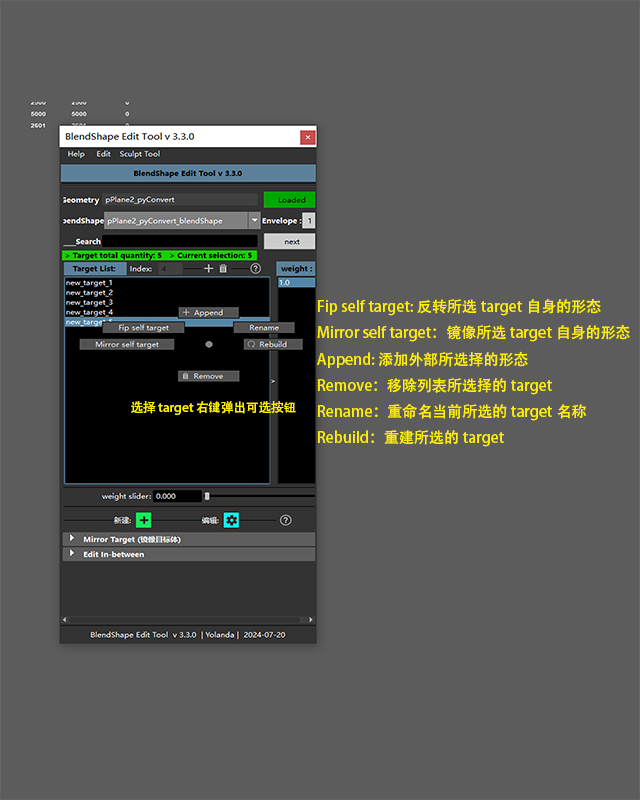 2500 2500 0
5000 5000 0
2601 2601 0
BlendShape Edit Tool v 3.3.0
Help Edit Sculpt Tool
BlendShape Edit Tool v 3.3.0
Geometry pPlane2_pyConvert Loaded
pPlane2_pyConvert_blendShape Envelope : 1
Search next
> Target total quantity: 5 > Current selection: 5
Target List: Index: 4 weight :
new_target_1 1.0
new_target_2
new_target_3
new_target_4
new_target_5
Append
Fip self target Rename
Mirror self target Rebuild
Remove
选择 target 右键弹出可选按钮
>
Fip self target: 反转所选 target 自身的形态
Mirror self target：镜像所选 target 自身的形态
Append: 添加外部所选择的形态
Remove：移除列表所选择的 target
Rename：重命名当前所选的 target 名称
Rebuild：重建所选的 target
weight slider: 0.000
新建: 编辑:
Mirror Target (镜像目标体)
Edit In-between
BlendShape Edit Tool v 3.3.0 | Yolanda | 2024-07-20